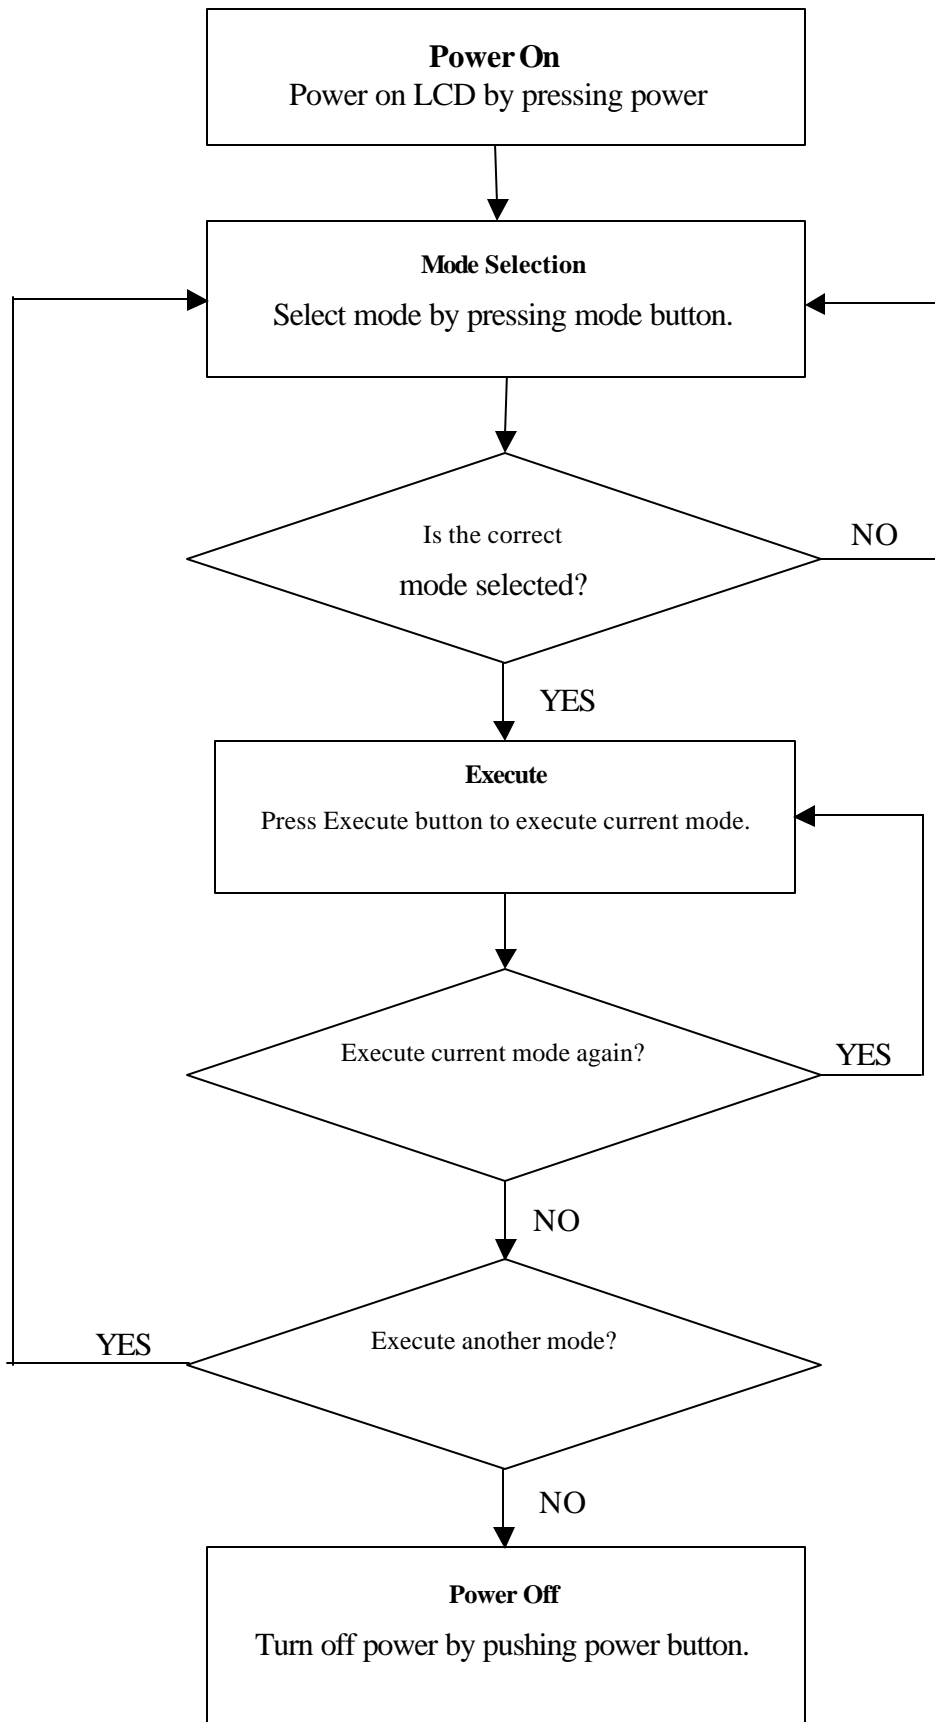 Power On
Power on LCD by pressing power
Mode Selection
Select mode by pressing mode button.
Is the correct
mode selected?
NO
YES
Execute
Press Execute button to execute current mode.
Execute current mode again?
YES
NO
Execute another mode?
YES
NO
Power Off
Turn off power by pushing power button.